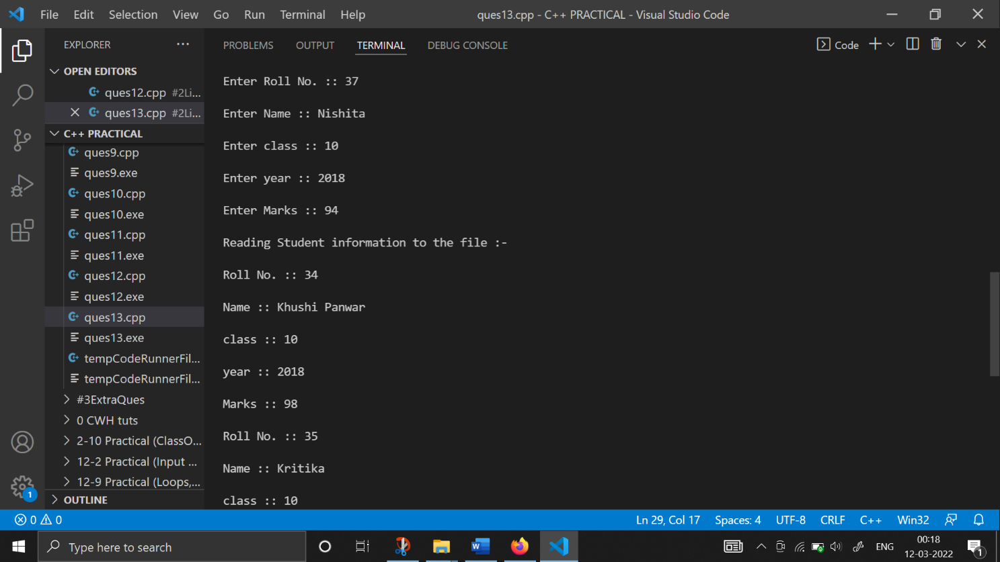 File Edit Selection View Go Run Terminal Help ques13.cpp - C++ PRACTICAL - Visual Studio Code
EXPLORER
OPEN EDITORS
ques12.cpp #2Li...
ques13.cpp #2Li...
C++ PRACTICAL
ques9.cpp
ques9.exe
ques10.cpp
ques10.exe
ques11.cpp
ques11.exe
ques12.cpp
ques12.exe
ques13.cpp
ques13.exe
tempCodeRunnerFil...
tempCodeRunnerFil...
#3ExtraQues
0 CWH tuts
2-10 Practical (ClassO...
12-2 Practical (Input ...
12-9 Practical (Loops,...
OUTLINE
1
PROBLEMS OUTPUT TERMINAL DEBUG CONSOLE Code
Enter Roll No. :: 37
Enter Name :: Nishita
Enter class :: 10
Enter year :: 2018
Enter Marks :: 94
Reading Student information to the file :-
Roll No. :: 34
Name :: Khushi Panwar
class :: 10
year :: 2018
Marks :: 98
Roll No. :: 35
Name :: Kritika
class :: 10
0 0 Ln 29, Col 17 Spaces: 4 UTF-8 CRLF C++ Win32
Type here to search
ENG
00:18
12-03-2022
1